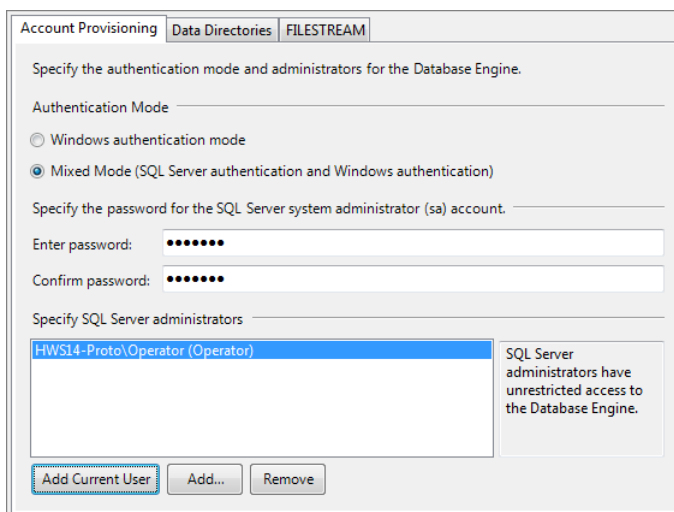 Account Provisioning Data Directories FILESTREAM
Specify the authentication mode and administrators for the Database Engine.
Authentication Mode
Windows authentication mode
Mixed Mode (SQL Server authentication and Windows authentication)
Specify the password for the SQL Server system administrator (sa) account.
Enter password: •••••••
Confirm password: •••••••
Specify SQL Server administrators
HWS14-Proto\Operator (Operator)
SQL Server
administrators have
unrestricted access to
the Database Engine.
Add Current User Add... Remove